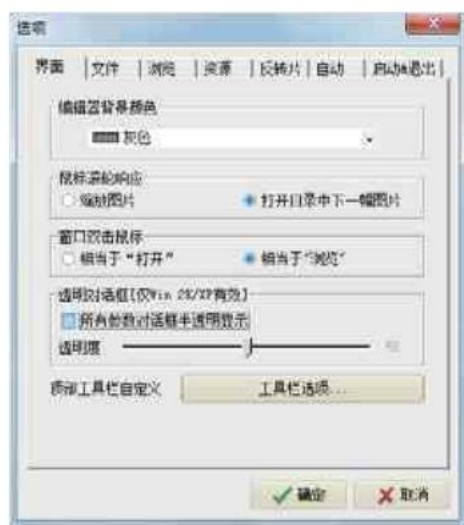 选项
界面 文件 浏览 资源 反转片 自动 启动&退出
编辑器背景颜色
灰色
鼠标滚轮响应
缩放图片 打开目录中下一幅图片
窗口双击鼠标
相当于“打开” 相当于“浏览”
透明对话框[仅Win 2K/XP有效]
所有参数对话框半透明显示
透明度
顶部工具栏自定义 工具栏选项...
确定 取消